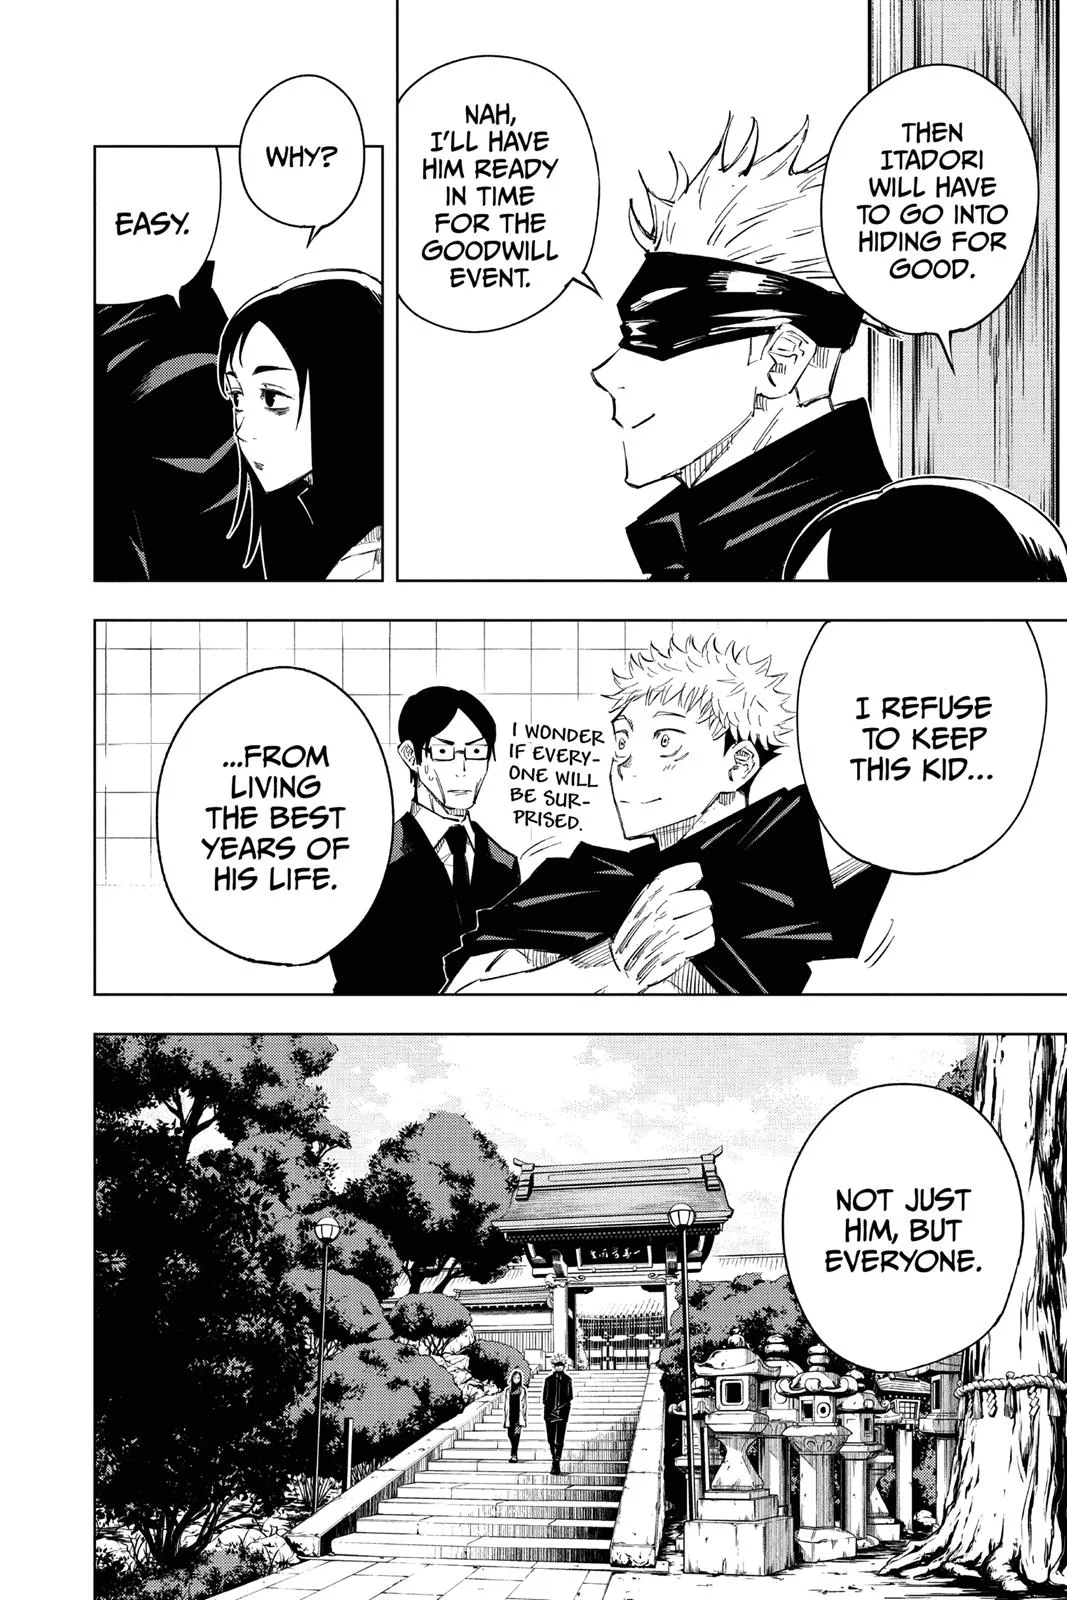 THEN
ITADORI
WILL HAVE
TO GO INTO
HIDING FOR
GOOD.
NAH,
I'LL HAVE
HIM READY
IN TIME
FOR THE
GOODWILL
EVENT.
WHY?
EASY.
I REFUSE
TO KEEP
THIS KID...
I WONDER
IF EVERY-
ONE WILL
BE SUR-
PRISED.
...FROM
LIVING
THE BEST
YEARS OF
HIS LIFE.
NOT JUST
HIM, BUT
EVERYONE.